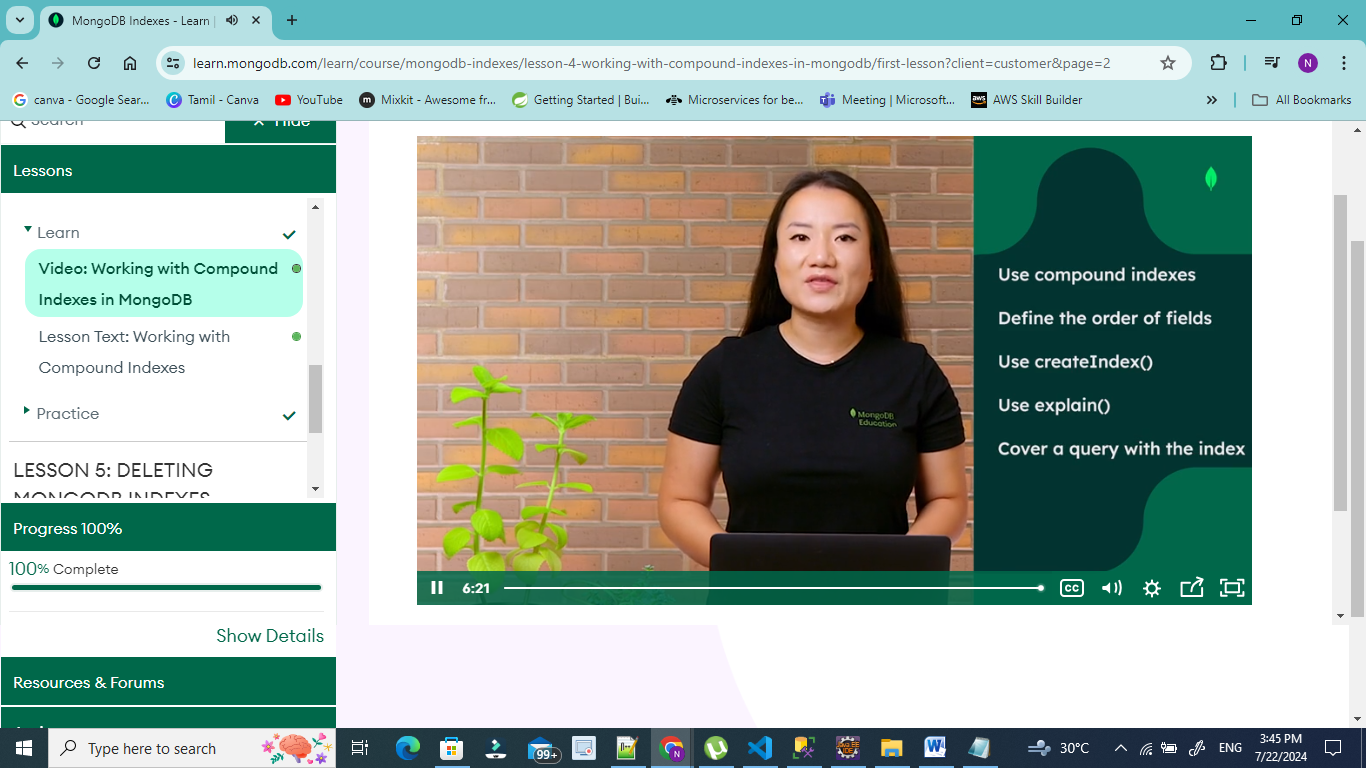 MongoDB Indexes - Learn |
learn.mongodb.com/learn/course/mongodb-indexes/lesson-4-working-with-compound-indexes-in-mongodb/first-lesson?client=customer&page=2
N
canva - Google Sear...
Tamil - Canva
YouTube
Mixkit - Awesome fr...
Getting Started | Bui...
Microservices for be...
Meeting | Microsoft...
aws
AWS Skill Builder
All Bookmarks
Search
Hide
Lessons
Learn
Video: Working with Compound
Indexes in MongoDB
Lesson Text: Working with
Compound Indexes
Practice
LESSON 5: DELETING
MONGODB INDEXES
Progress 100%
100% Complete
Show Details
Resources & Forums
Use compound indexes
Define the order of fields
Use createIndex()
Use explain()
Cover a query with the index
MongoDB
Education
6:21
CC
Type here to search
99+
30°C
ENG
3:45 PM
7/22/2024